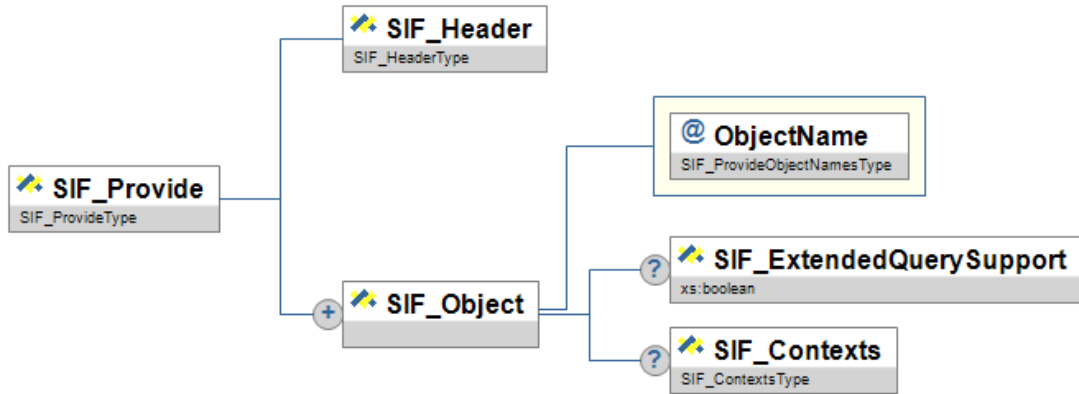 SIF_Header
SIF_HeaderType
@ ObjectName
SIF_ProvideObjectNamesType
SIF_Provide
SIF_ProvideType
? SIF_ExtendedQuerySupport
xs:boolean
+ SIF_Object
? SIF_Contexts
SIF_ContextsType